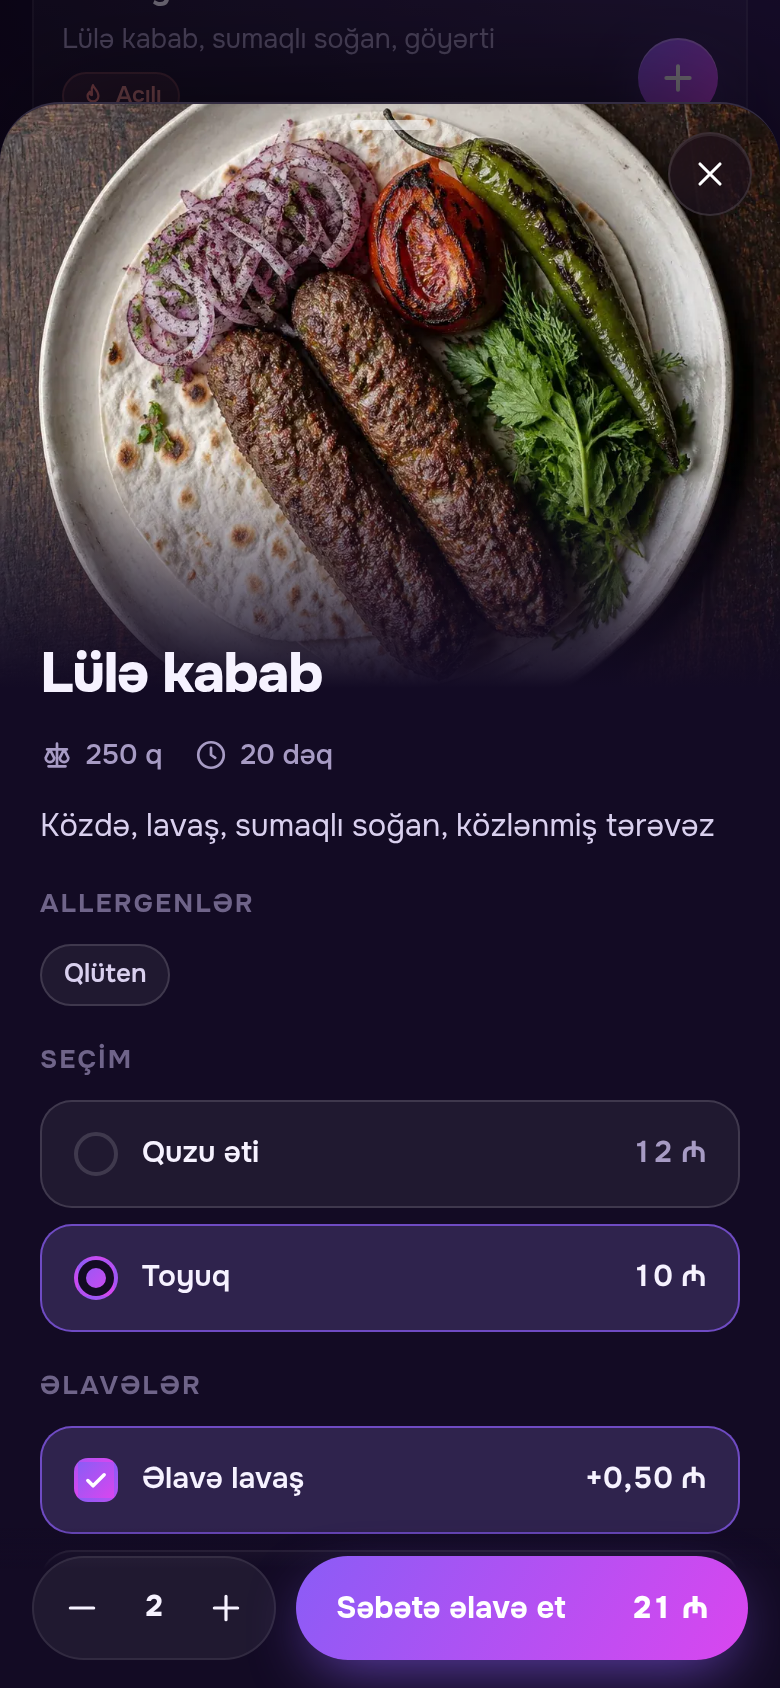 Lülə kabab, sumaqlı soğan, göyərti
Acılı
Lülə kabab
250 q 20 dəq
Közdə, lavaş, sumaqlı soğan, közlənmiş tərəvəz
ALLERGENLƏR
Qlüten
SEÇİM
Quzu əti 12 ₼
Toyuq 10 ₼
ƏLAVƏLƏR
Əlavə lavaş +0,50 ₼
2 Səbətə əlavə et 21 ₼